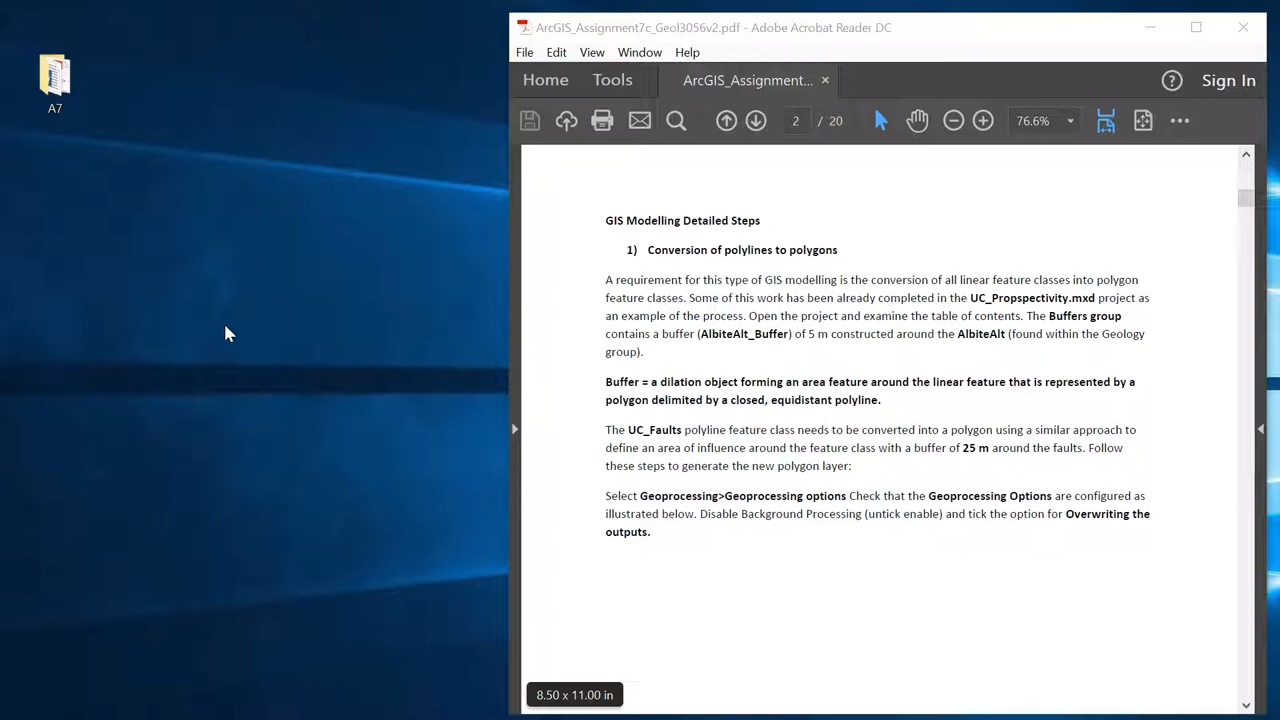 ArcGIS_Assignment7c_Geol3056v2.pdf - Adobe Acrobat Reader DC
File Edit View Window Help
Home Tools ArcGIS_Assignment... × Sign In
2 / 20 76.6%
A7
GIS Modelling Detailed Steps
1) Conversion of polylines to polygons
A requirement for this type of GIS modelling is the conversion of all linear feature classes into polygon
feature classes. Some of this work has been already completed in the UC_Propspectivity.mxd project as
an example of the process. Open the project and examine the table of contents. The Buffers group
contains a buffer (AlbiteAlt_Buffer) of 5 m constructed around the AlbiteAlt (found within the Geology
group).
Buffer = a dilation object forming an area feature around the linear feature that is represented by a
polygon delimited by a closed, equidistant polyline.
The UC_Faults polyline feature class needs to be converted into a polygon using a similar approach to
define an area of influence around the feature class with a buffer of 25 m around the faults. Follow
these steps to generate the new polygon layer:
Select Geoprocessing>Geoprocessing options Check that the Geoprocessing Options are configured as
illustrated below. Disable Background Processing (untick enable) and tick the option for Overwriting the
outputs.
8.50 x 11.00 in